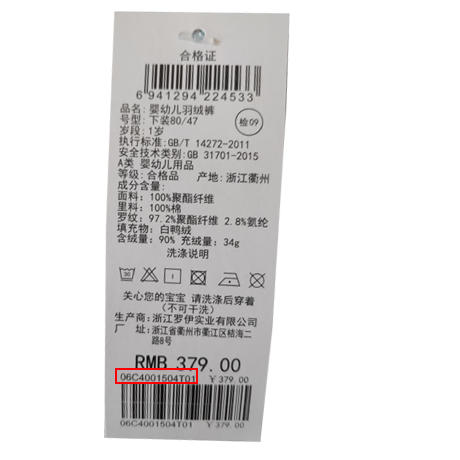 合格证
6 941294 224533
品名: 婴幼儿羽绒裤
号型: 下装80/47
检09
岁段: 1岁
执行标准:GB/T 14272-2011
安全技术类别:GB 31701-2015
A类 婴幼儿用品
等级: 合格品 产地: 浙江衢州
成分含量:
面料: 100%聚酯纤维
里料: 100%棉
罗纹: 97.2%聚酯纤维 2.8%氨纶
填充物: 白鸭绒
含绒量: 90% 充绒量: 34g
洗涤说明
关心您的宝宝 请洗涤后穿着
(不可干洗)
生产商: 浙江罗伊实业有限公司
厂 址: 浙江省衢州市衢江区桔海二
路8号
RMB 379.00
06C4001504T01 ￥379.00
06C4001504T01 ￥379.00